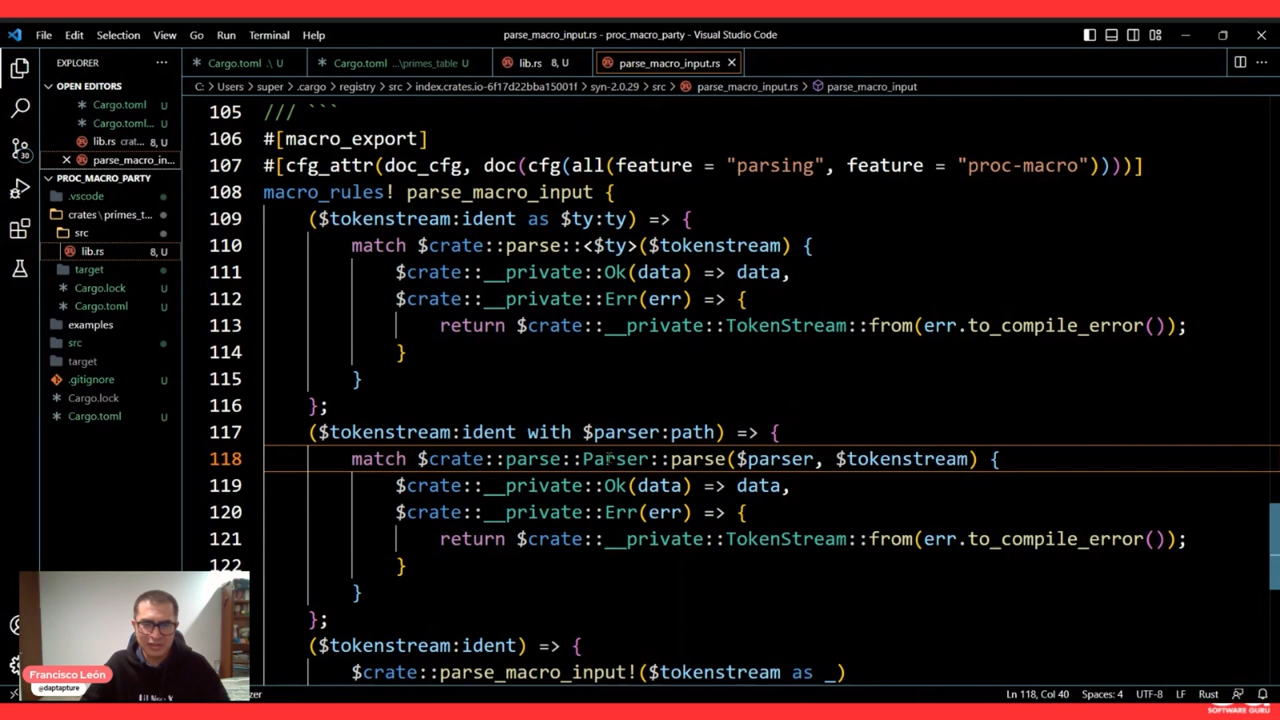 File Edit Selection View Go Run Terminal Help
parse_macro_input.rs - proc_macro_party - Visual Studio Code
EXPLORER
OPEN EDITORS
Cargo.toml
Cargo.toml...
lib.rs crat... 8, U
parse_macro_in...
PROC_MACRO_PARTY
.vscode
crates \ primes_t...
src
lib.rs 8, U
target
Cargo.lock U
Cargo.toml U
examples
src
target
.gitignore U
Cargo.lock
Cargo.toml U
30
Cargo.toml .\ U
Cargo.toml ...\primes_table U
lib.rs 8, U
parse_macro_input.rs
C: > Users > super > .cargo > registry > src > index.crates.io-6f17d22bba15001f > syn-2.0.29 > src > parse_macro_input.rs > parse_macro_input
105 /// ```
106 #[macro_export]
107 #[cfg_attr(doc_cfg, doc(cfg(all(feature = "parsing", feature = "proc-macro"))))]
108 macro_rules! parse_macro_input {
109 ($tokenstream:ident as $ty:ty) => {
110 match $crate::parse::<$ty>($tokenstream) {
111 $crate::__private::Ok(data) => data,
112 $crate::__private::Err(err) => {
113 return $crate::__private::TokenStream::from(err.to_compile_error());
114 }
115 }
116 };
117 ($tokenstream:ident with $parser:path) => {
118 match $crate::parse::Parser::parse($parser, $tokenstream) {
119 $crate::__private::Ok(data) => data,
120 $crate::__private::Err(err) => {
121 return $crate::__private::TokenStream::from(err.to_compile_error());
122 }
}
};
($tokenstream:ident) => {
$crate::parse_macro_input!($tokenstream as _)
Francisco León
@daptapture
Ln 118, Col 40 Spaces: 4 UTF-8 LF Rust
SOFTWARE GURU